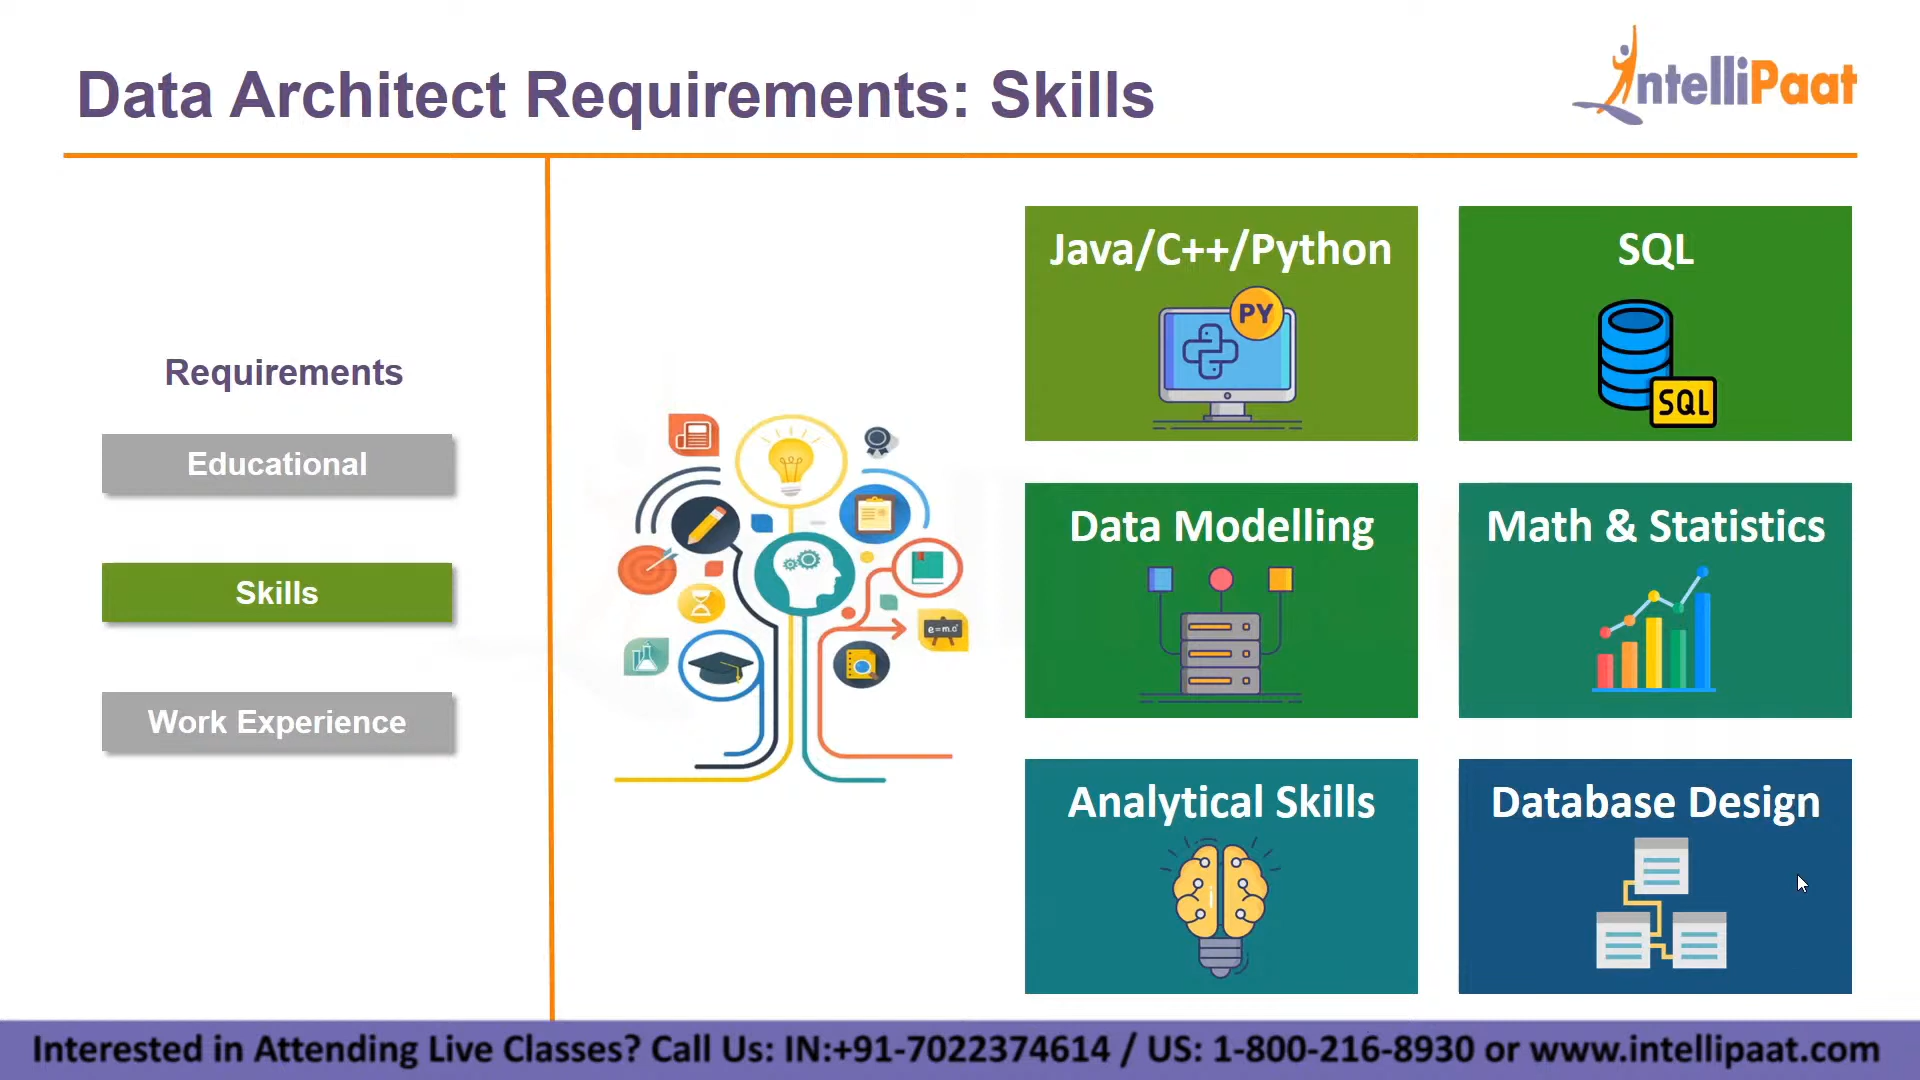 Data Architect Requirements: Skills
IntelliPaat
Requirements
Educational
Skills
Work Experience
Java/C++/Python
PY
SQL
SQL
Data Modelling
Math & Statistics
Analytical Skills
Database Design
Interested in Attending Live Classes? Call Us: IN:+91-7022374614 / US: 1-800-216-8930 or www.intellipaat.com